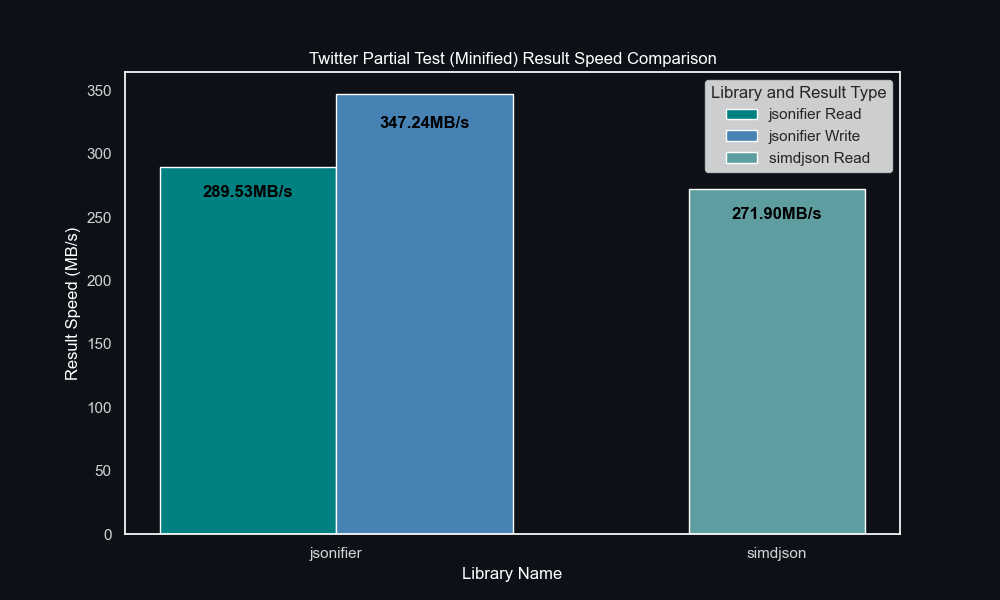 Twitter Partial Test (Minified) Result Speed Comparison
Library and Result Type
jsonifier Read
jsonifier Write
simdjson Read
350
300
250
200
150
100
50
0
Result Speed (MB/s)
289.53MB/s
347.24MB/s
271.90MB/s
jsonifier
simdjson
Library Name